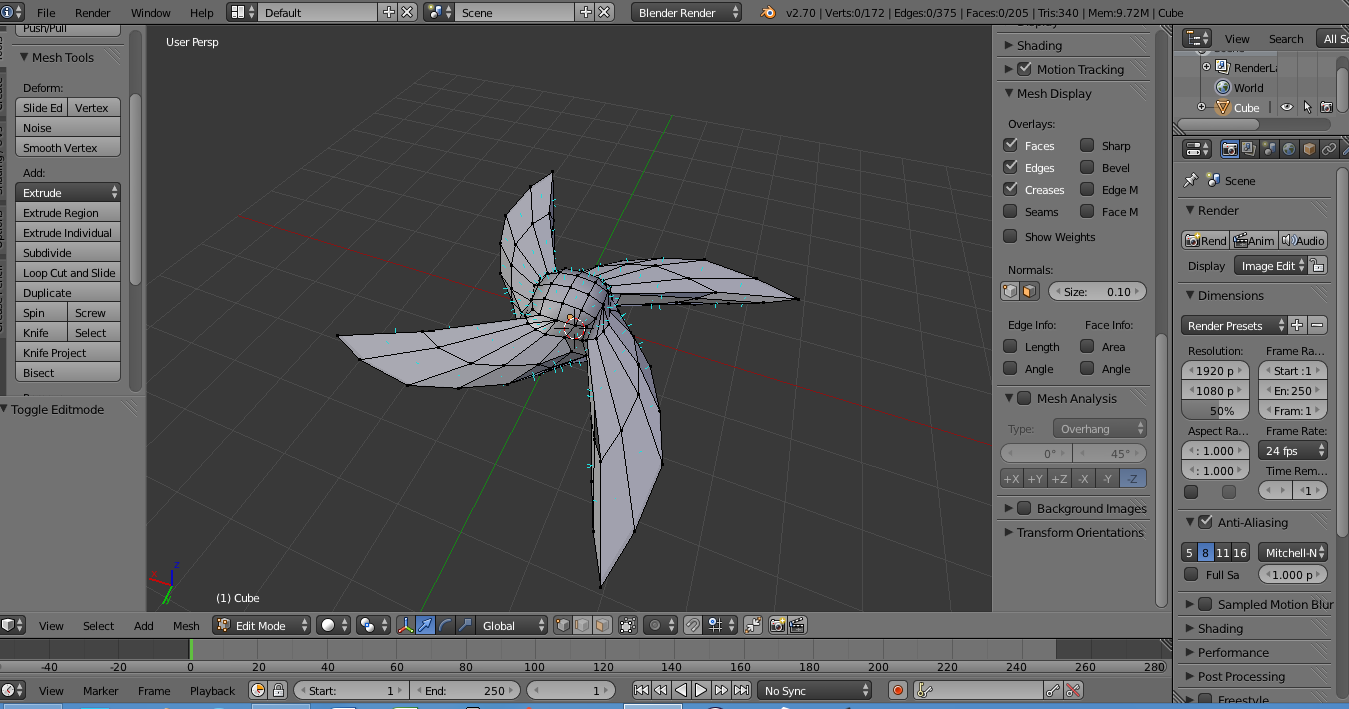 File Render Window Help Default Scene Blender Render v2.70 | Verts:0/172 | Edges:0/375 | Faces:0/205 | Tris:340 | Mem:9.72M | Cube
Push/Pull
Mesh Tools
Deform:
Slide Ed Vertex
Noise
Smooth Vertex
Add:
Extrude
Extrude Region
Extrude Individual
Subdivide
Loop Cut and Slide
Duplicate
Spin Screw
Knife Select
Knife Project
Bisect
Toggle Editmode
User Persp
(1) Cube
z
Shading
Motion Tracking
Mesh Display
Overlays:
Faces Sharp
Edges Bevel
Creases Edge M
Seams Face M
Show Weights
Normals:
Size: 0.10
Edge Info: Face Info:
Length Area
Angle Angle
Mesh Analysis
Type: Overhang
0° 45°
+X +Y +Z -X -Y -Z
Background Images
Transform Orientations
View Search All S
RenderL
World
Cube
Scene
Render
Rend Anim Audio
Display Image Edit
Dimensions
Render Presets
Resolution: Frame Ra...
1920 p Start :1
1080 p En: 250
50% Fram: 1
Aspect Ra... Frame Rate:
: 1.000 24 fps
: 1.000 Time Rem...
1
Anti-Aliasing
5 8 11 16 Mitchell-N
Full Sa 1.000 p
Sampled Motion Blur
Shading
Performance
Post Processing
Freestyle
View Select Add Mesh Edit Mode Global
-40 -20 0 20 40 60 80 100 120 140 160 180 200 220 240 260 280
View Marker Frame Playback Start: 1 End: 250 1 No Sync